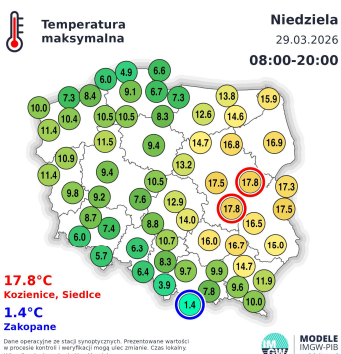 Temperatura
maksymalna
Niedziela
29.03.2026
08:00-20:00
6.0 4.9 6.6
7.3 8.4 9.1 6.7 7.3 13.8 15.9
10.0 10.4 10.5 10.5 8.3 12.6 14.6
11.4 11.5 9.4 14.7 16.8 16.9
10.9 13.2
11.4 9.4 10.5 17.5 17.8 17.3
9.8 9.2 7.6 12.9 17.8 17.5
8.7 7.4 8.8 14.0 16.5
6.0 6.3 10.7 16.0 16.7 15.0
5.7 6.4 8.3 9.7 9.9 14.7
3.9 7.8 9.6 11.9
1.4 10.0
17.8°C
Kozienice, Siedlce
1.4°C
Zakopane
Dane operacyjne ze stacji synoptycznych. Prezentowane wartości
w procesie kontroli i weryfikacji mogą ulec zmianie. Czas lokalny.
IMGW
MODELE
IMGW-PIB